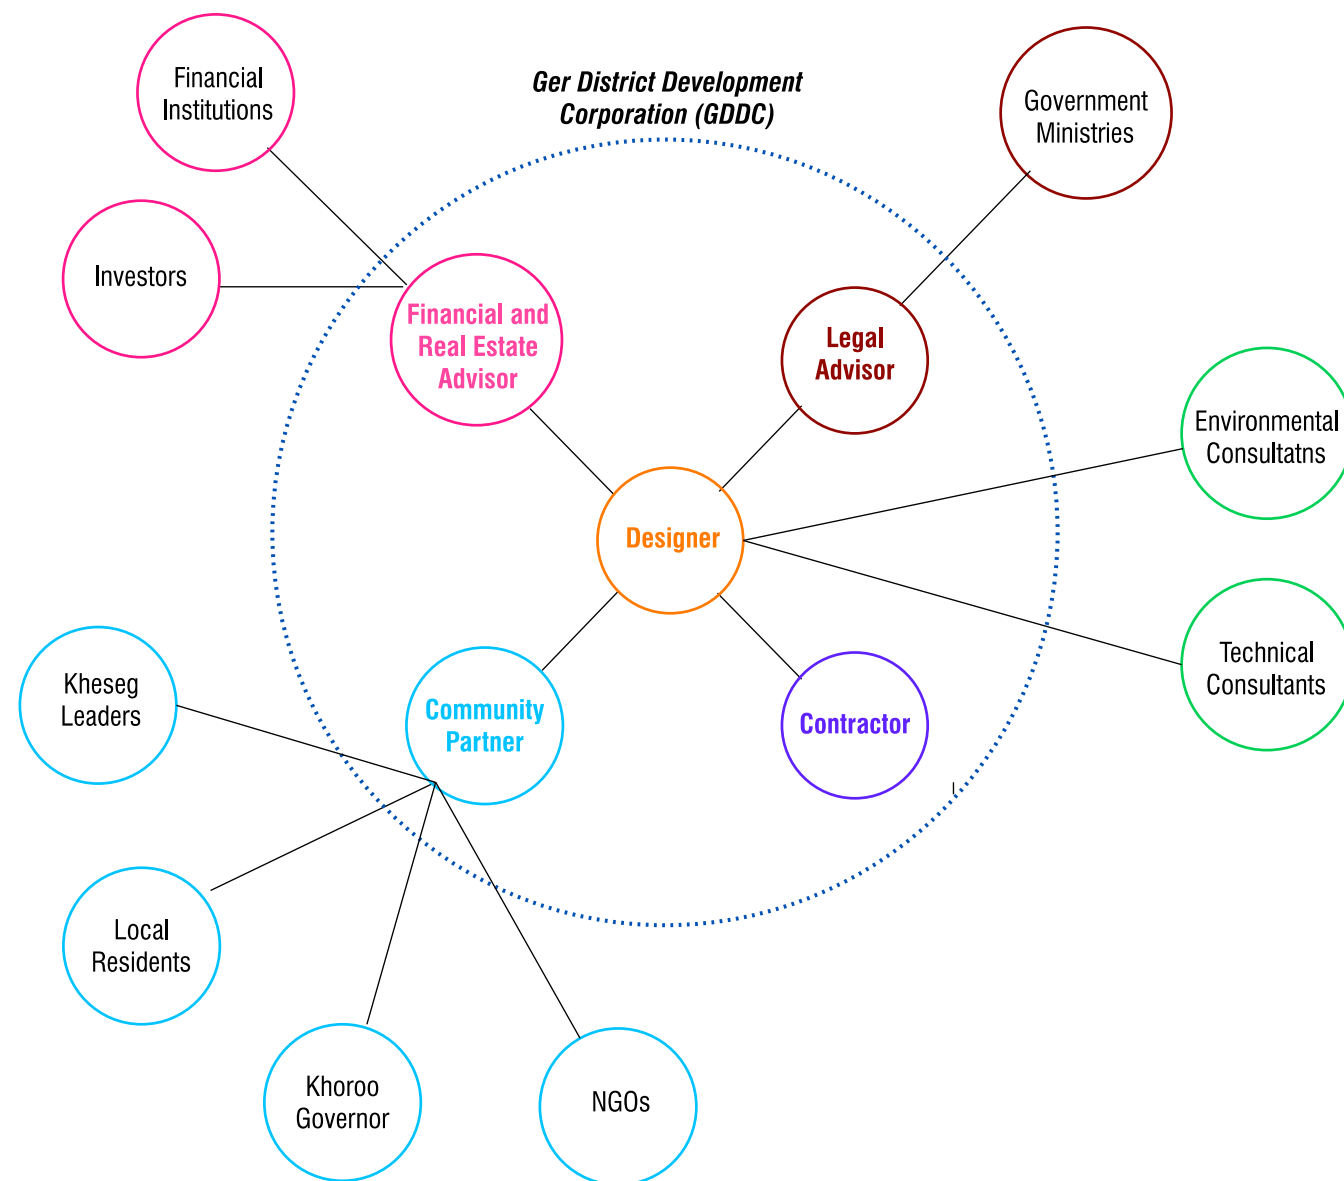 Financial
Institutions
Ger District Development
Corporation (GDDC)
Government
Ministries
Investors
Financial and
Real Estate
Advisor
Legal
Advisor
Environmental
Consultatns
Designer
Kheseg
Leaders
Community
Partner
Contractor
Technical
Consultants
Local
Residents
Khoroo
Governor
NGOs